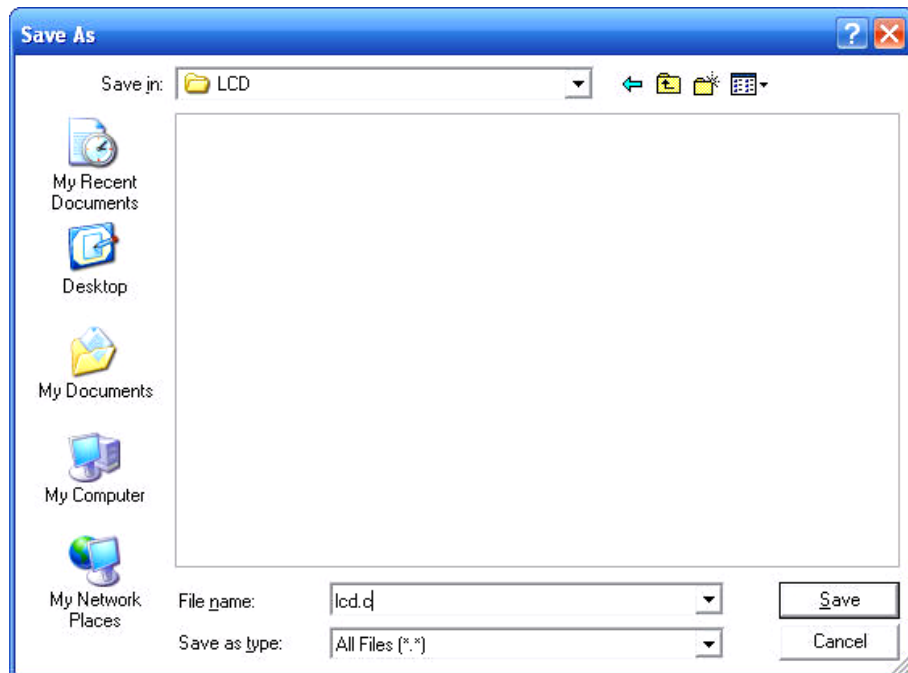 Save As
Save in: LCD
My Recent
Documents
Desktop
My Documents
My Computer
My Network
Places
File name: lcd.c
Save as type: All Files (*.*)
Save
Cancel